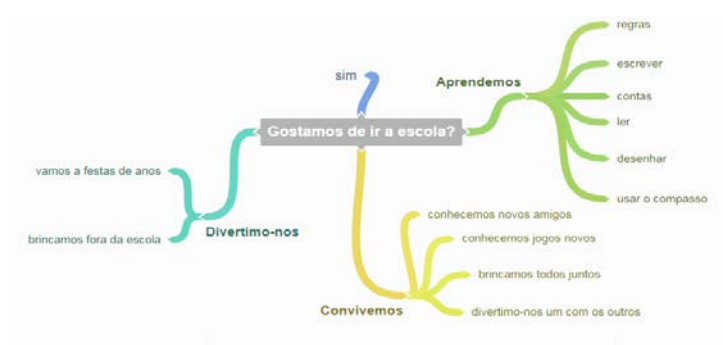 Gostamos de ir a escola?
sim
Aprendemos
regras
escrever
contas
ler
desenhar
usar o compasso
Convivemos
conhecemos novos amigos
conhecemos jogos novos
brincamos todos juntos
divertimo-nos um com os outros
Divertimo-nos
vamos a festas de anos
brincamos fora da escola